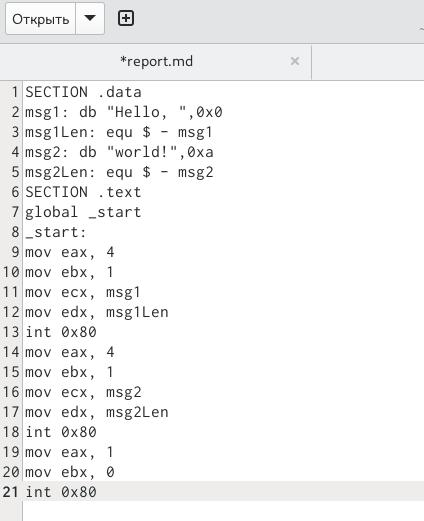 Открыть
*report.md
1 SECTION .data
2 msg1: db "Hello, ",0x0
3 msg1Len: equ $ - msg1
4 msg2: db "world!",0xa
5 msg2Len: equ $ - msg2
6 SECTION .text
7 global _start
8 _start:
9 mov eax, 4
10 mov ebx, 1
11 mov ecx, msg1
12 mov edx, msg1Len
13 int 0x80
14 mov eax, 4
15 mov ebx, 1
16 mov ecx, msg2
17 mov edx, msg2Len
18 int 0x80
19 mov eax, 1
20 mov ebx, 0
21 int 0x80